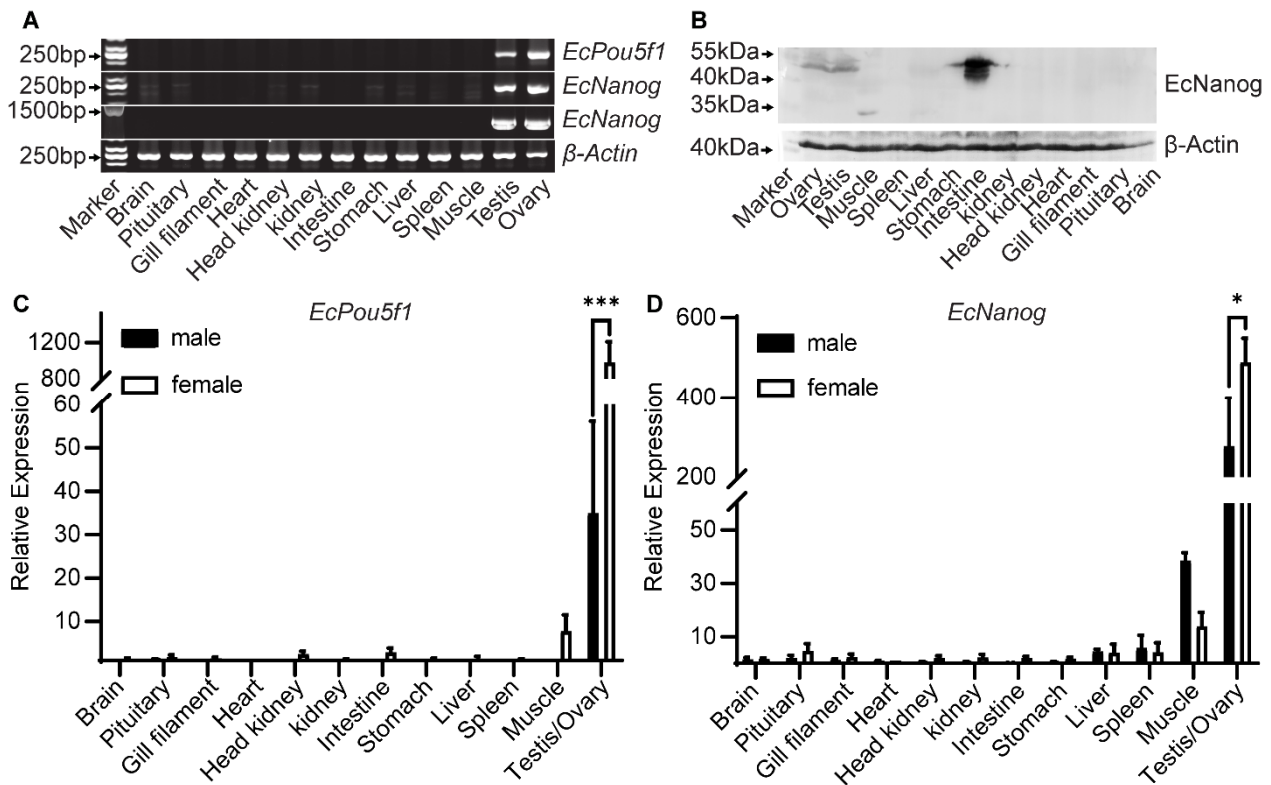 A
250bp
EcPou5f1
250bp
EcNanog
1500bp
EcNanog
250bp
β-Actin
Marker
Brain
Pituitary
Gill filament
Heart
Head kidney
kidney
Intestine
Stomach
Liver
Spleen
Muscle
Testis
Ovary
B
55kDa
40kDa
EcNanog
35kDa
40kDa
β-Actin
Marker
Ovary
Testis
Muscle
Spleen
Liver
Stomach
Intestine
kidney
Head kidney
Heart
Gill filament
Pituitary
Brain
C
EcPou5f1
***
male
female
Relative Expression
1200
800
60
50
40
30
20
10
Brain
Pituitary
Gill filament
Heart
Head kidney
kidney
Intestine
Stomach
Liver
Spleen
Muscle
Testis/Ovary
D
EcNanog
*
male
female
Relative Expression
600
400
200
50
30
10
Brain
Pituitary
Gill filament
Heart
Head kidney
kidney
Intestine
Stomach
Liver
Spleen
Muscle
Testis/Ovary